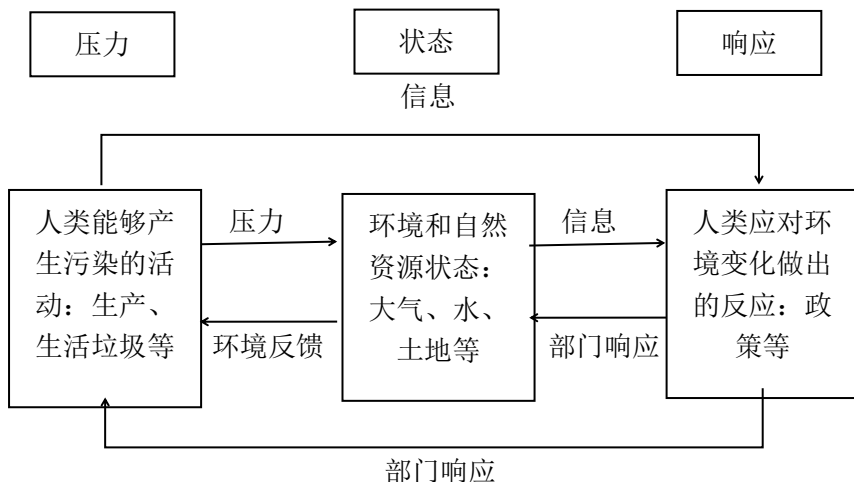 压力
状态
响应
信息
人类能够产
生污染的活
动：生产、
生活垃圾等
压力
环境反馈
环境和自然
资源状态：
大气、水、
土地等
信息
部门响应
人类应对环
境变化做出
的反应：政
策等
部门响应